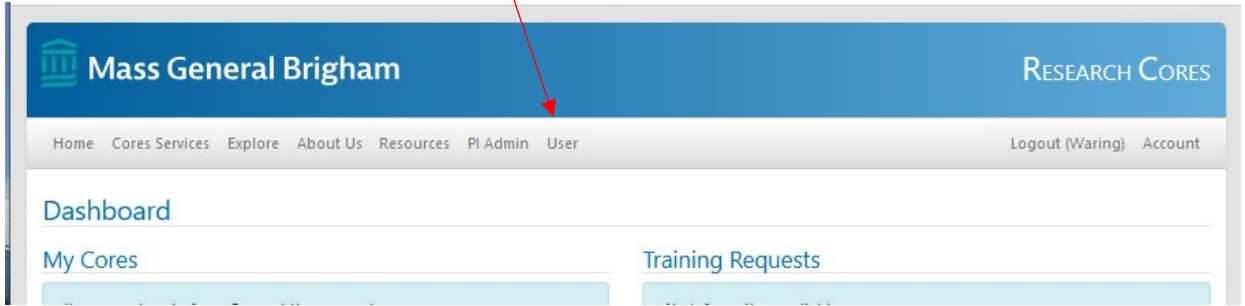 Mass General Brigham
RESEARCH CORES
Home Cores Services Explore About Us Resources PI Admin User Logout (Waring) Account
Dashboard
My Cores Training Requests